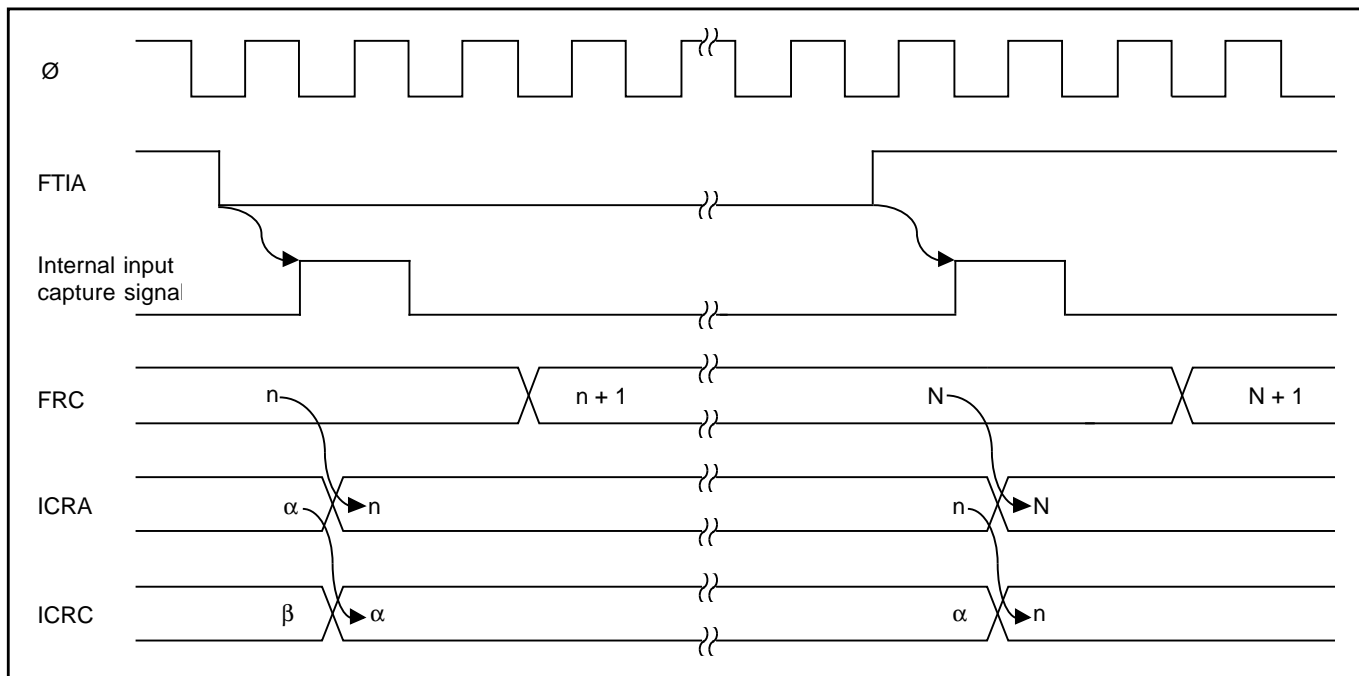 Ø
FTIA
Internal input
capture signal
FRC
n
n + 1
N
N + 1
ICRA
α
n
n
N
ICRC
β
α
α
n